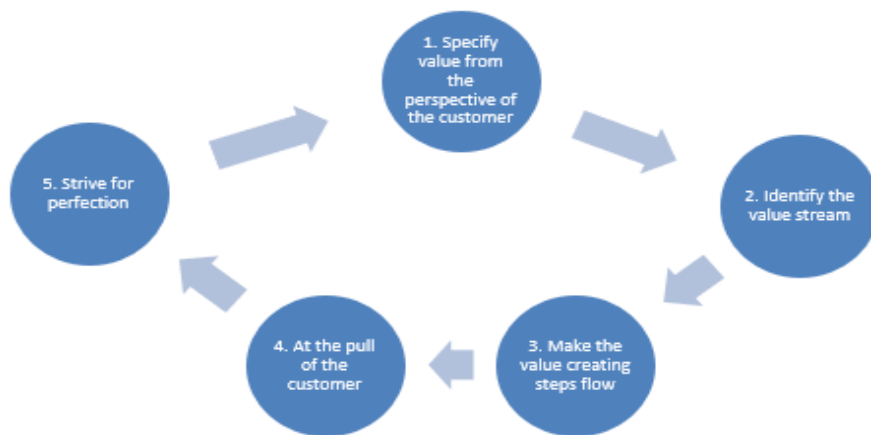 1. Specify
value from
the
perspective of
the customer
2. Identify the
value stream
3. Make the
value creating
steps flow
4. At the pull
of the
customer
5. Strive for
perfection